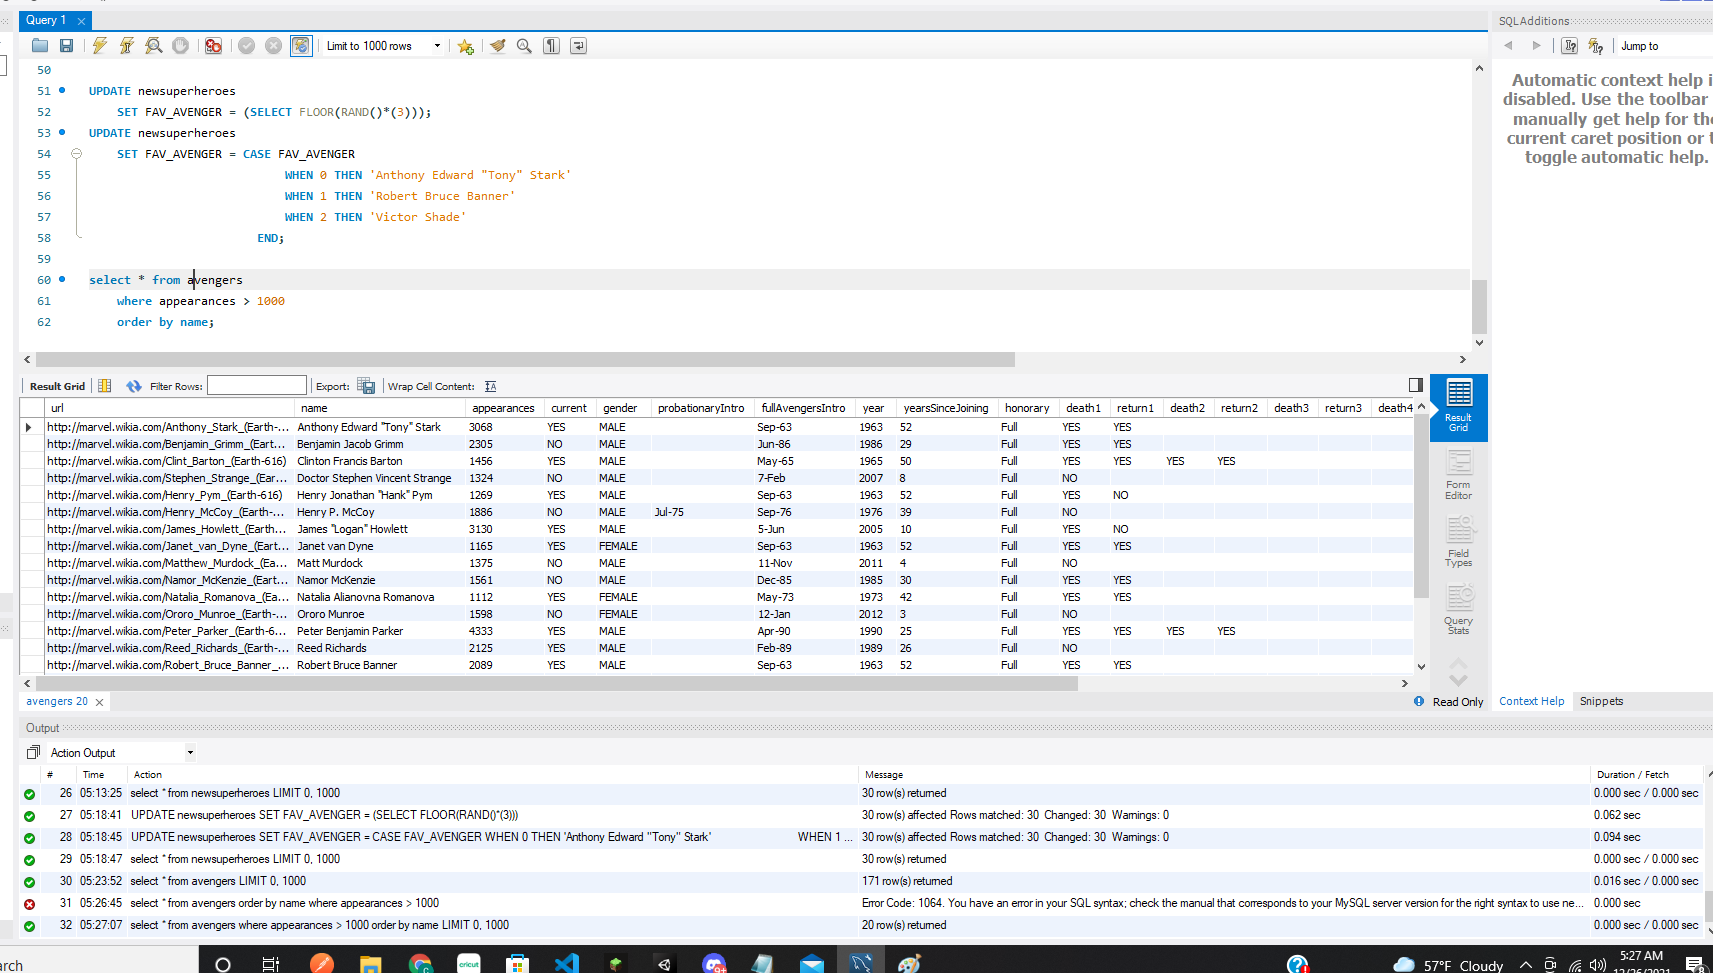 Query 1
Limit to 1000 rows
50
51 UPDATE newsuperheroes
52 SET FAV_AVENGER = (SELECT FLOOR(RAND()*(3)));
53 UPDATE newsuperheroes
54 SET FAV_AVENGER = CASE FAV_AVENGER
55 WHEN 0 THEN 'Anthony Edward "Tony" Stark'
56 WHEN 1 THEN 'Robert Bruce Banner'
57 WHEN 2 THEN 'Victor Shade'
58 END;
59
60 select * from avengers
61 where appearances > 1000
62 order by name;
SQLAdditions
Jump to
Automatic context help i
disabled. Use the toolbar
manually get help for the
current caret position or t
toggle automatic help.
Result Grid Filter Rows: Export: Wrap Cell Content:
url name appearances current gender probationaryIntro fullAvengersIntro year yearsSinceJoining honorary death1 return1 death2 return2 death3 return3 death4
http://marvel.wikia.com/Anthony_Stark_(Earth-... Anthony Edward "Tony" Stark 3068 YES MALE Sep-63 1963 52 Full YES YES
http://marvel.wikia.com/Benjamin_Grimm_(Eart... Benjamin Jacob Grimm 2305 NO MALE Jun-86 1986 29 Full YES YES
http://marvel.wikia.com/Clint_Barton_(Earth-616) Clinton Francis Barton 1456 YES MALE May-65 1965 50 Full YES YES YES YES
http://marvel.wikia.com/Stephen_Strange_(Ear... Doctor Stephen Vincent Strange 1324 NO MALE 7-Feb 2007 8 Full NO
http://marvel.wikia.com/Henry_Pym_(Earth-616) Henry Jonathan "Hank" Pym 1269 YES MALE Sep-63 1963 52 Full YES NO
http://marvel.wikia.com/Henry_McCoy_(Earth-... Henry P. McCoy 1886 NO MALE Jul-75 Sep-76 1976 39 Full NO
http://marvel.wikia.com/James_Howlett_(Earth... James "Logan" Howlett 3130 YES MALE 5-Jun 2005 10 Full YES NO
http://marvel.wikia.com/Janet_van_Dyne_(Eart... Janet van Dyne 1165 YES FEMALE Sep-63 1963 52 Full YES YES
http://marvel.wikia.com/Matthew_Murdock_(Ea... Matt Murdock 1375 NO MALE 11-Nov 2011 4 Full NO
http://marvel.wikia.com/Namor_McKenzie_(Eart... Namor McKenzie 1561 NO MALE Dec-85 1985 30 Full YES YES
http://marvel.wikia.com/Natalia_Romanova_(Ea... Natalia Alianovna Romanova 1112 YES FEMALE May-73 1973 42 Full YES YES
http://marvel.wikia.com/Ororo_Munroe_(Earth-... Ororo Munroe 1598 NO FEMALE 12-Jan 2012 3 Full NO
http://marvel.wikia.com/Peter_Parker_(Earth-6... Peter Benjamin Parker 4333 YES MALE Apr-90 1990 25 Full YES YES YES YES
http://marvel.wikia.com/Reed_Richards_(Earth-... Reed Richards 2125 YES MALE Feb-89 1989 26 Full NO
http://marvel.wikia.com/Robert_Bruce_Banner_... Robert Bruce Banner 2089 YES MALE Sep-63 1963 52 Full YES YES
Result
Grid
Form
Editor
Field
Types
Query
Stats
avengers 20
Read Only
Context Help Snippets
Output
Action Output
# Time Action Message Duration / Fetch
26 05:13:25 select * from newsuperheroes LIMIT 0, 1000 30 row(s) returned 0.000 sec / 0.000 sec
27 05:18:41 UPDATE newsuperheroes SET FAV_AVENGER = (SELECT FLOOR(RAND()*(3))) 30 row(s) affected Rows matched: 30 Changed: 30 Warnings: 0 0.062 sec
28 05:18:45 UPDATE newsuperheroes SET FAV_AVENGER = CASE FAV_AVENGER WHEN 0 THEN 'Anthony Edward "Tony" Stark' WHEN 1 ... 30 row(s) affected Rows matched: 30 Changed: 30 Warnings: 0 0.094 sec
29 05:18:47 select * from newsuperheroes LIMIT 0, 1000 30 row(s) returned 0.000 sec / 0.000 sec
30 05:23:52 select * from avengers LIMIT 0, 1000 171 row(s) returned 0.016 sec / 0.000 sec
31 05:26:45 select * from avengers order by name where appearances > 1000 Error Code: 1064. You have an error in your SQL syntax; check the manual that corresponds to your MySQL server version for the right syntax to use ne... 0.000 sec
32 05:27:07 select * from avengers where appearances > 1000 order by name LIMIT 0, 1000 20 row(s) returned 0.000 sec / 0.000 sec
arch
cricut
57°F Cloudy
5:27 AM
12/26/2021